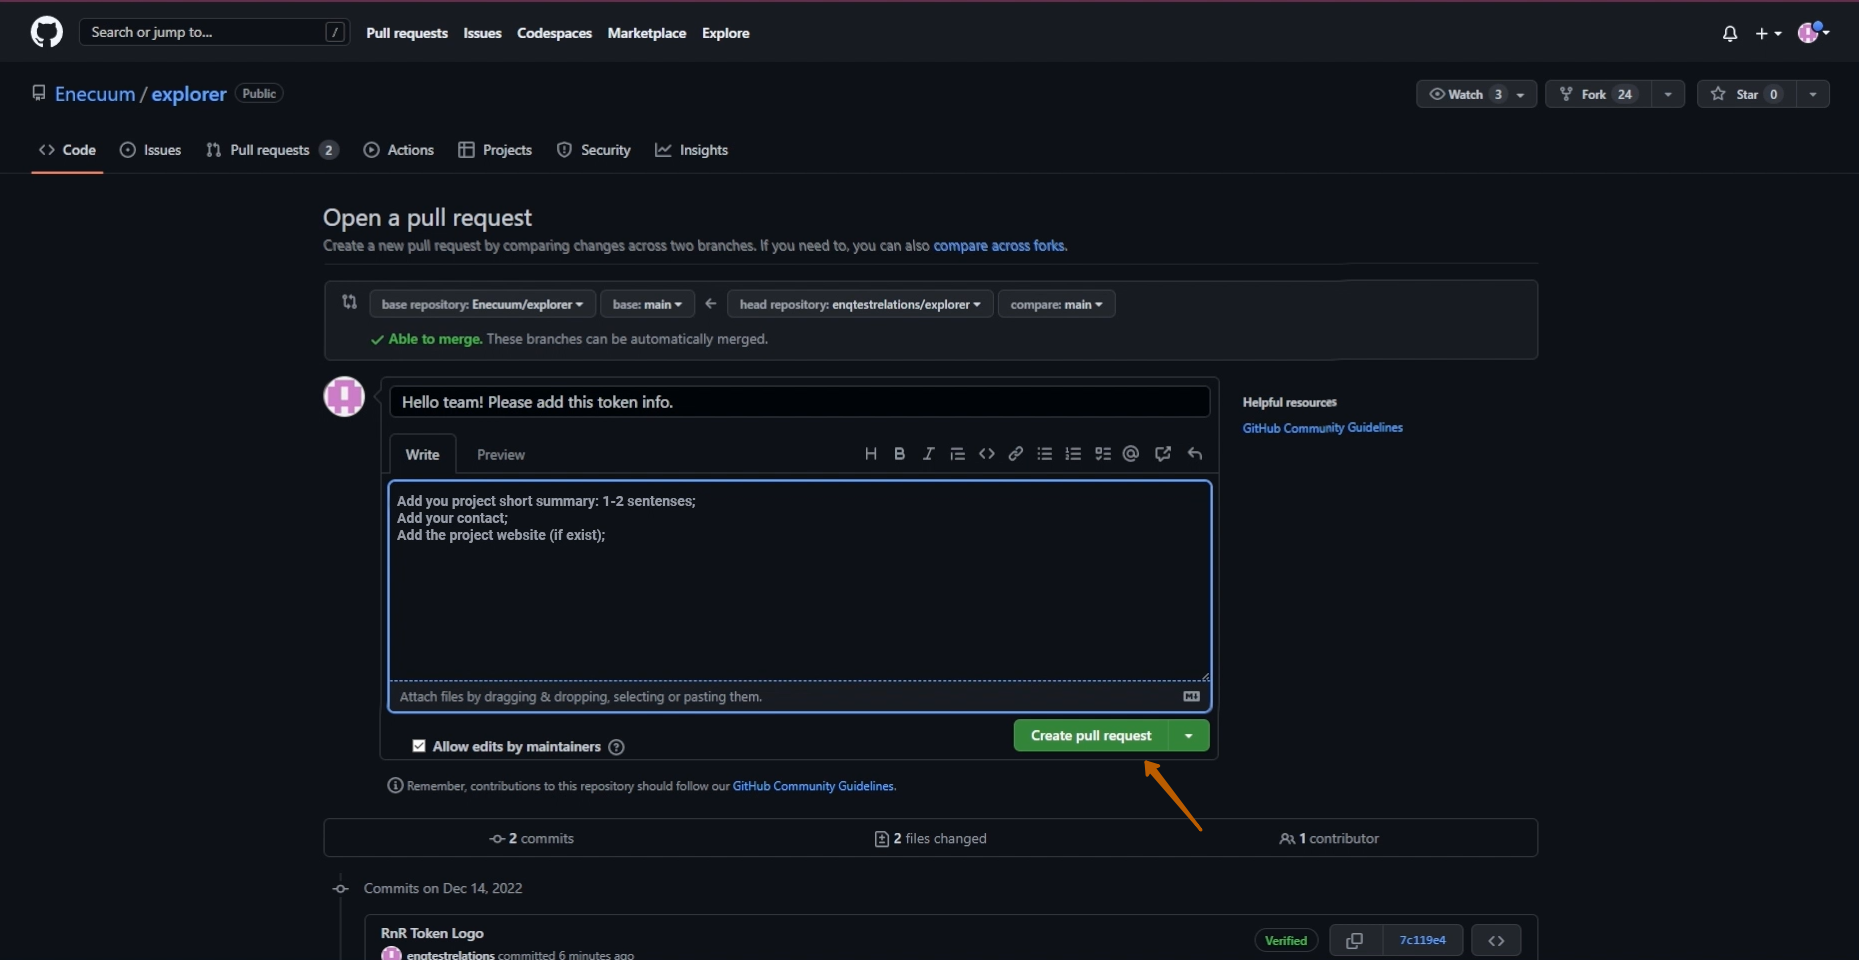 Search or jump to... /
Pull requests Issues Codespaces Marketplace Explore
Enecuum / explorer Public
Watch 3 Fork 24 Star 0
Code Issues Pull requests 2 Actions Projects Security Insights
Open a pull request
Create a new pull request by comparing changes across two branches. If you need to, you can also compare across forks.
base repository: Enecuum/explorer base: main ← head repository: enqtestrelations/explorer compare: main
Able to merge. These branches can be automatically merged.
Hello team! Please add this token info.
Helpful resources
GitHub Community Guidelines
Write Preview H B I @
Add you project short summary: 1-2 sentenses;
Add your contact;
Add the project website (if exist);
Attach files by dragging & dropping, selecting or pasting them.
Create pull request
Allow edits by maintainers ?
Remember, contributions to this repository should follow our GitHub Community Guidelines.
2 commits 2 files changed 1 contributor
Commits on Dec 14, 2022
RnR Token Logo
Verified 7c119e4
enqtestrelations committed 6 minutes ago